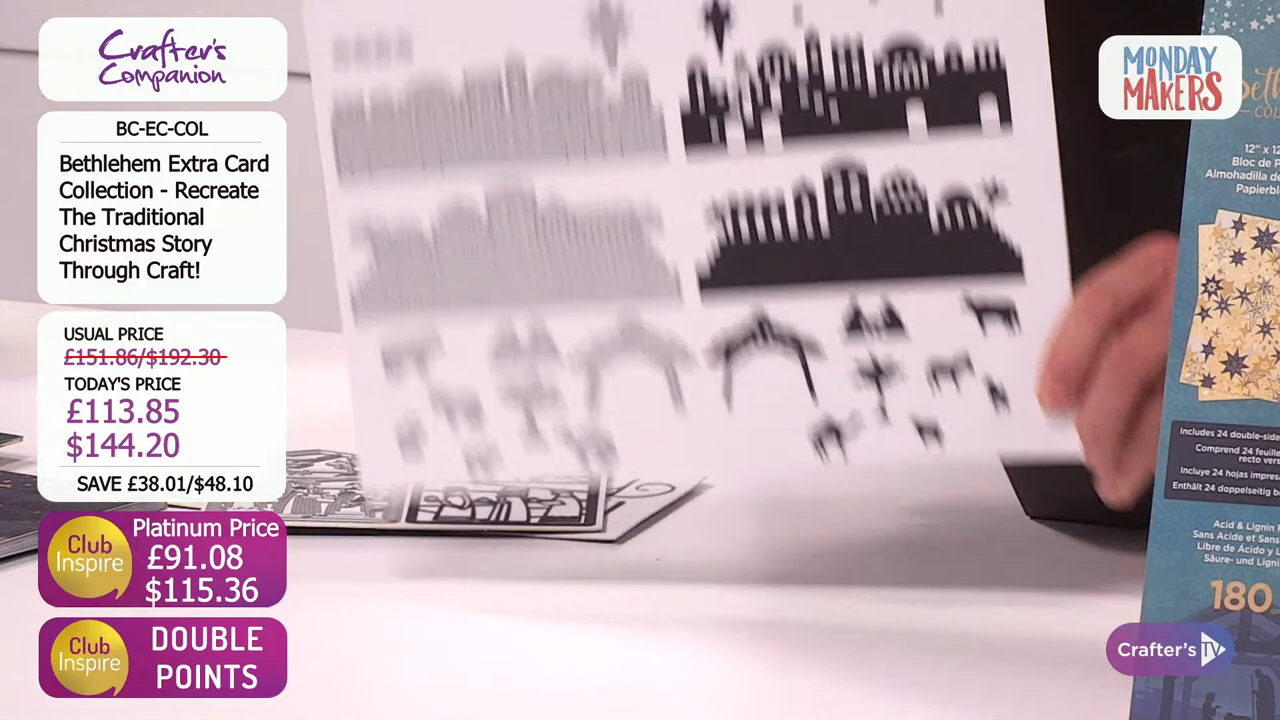 Crafter's
Companion
BC-EC-COL
Bethlehem Extra Card
Collection - Recreate
The Traditional
Christmas Story
Through Craft!
USUAL PRICE
£151.86/$192.30
TODAY'S PRICE
£113.85
$144.20
SAVE £38.01/$48.10
Club
Inspire
Platinum Price
£91.08
$115.36
Club
Inspire
DOUBLE
POINTS
MONDAY
MAKERS
12" x 12
Bloc de P
Almohadilla de
Includes 24 double-side
Comprend 24 feuille
recto vers
Incluye 24 hojas impres
Enthält 24 doppelseitig b
Acid & Lignin F
Sans Acide et Sans
Libre de Ácido y L
Säure- und Ligni
180
Crafter's TV